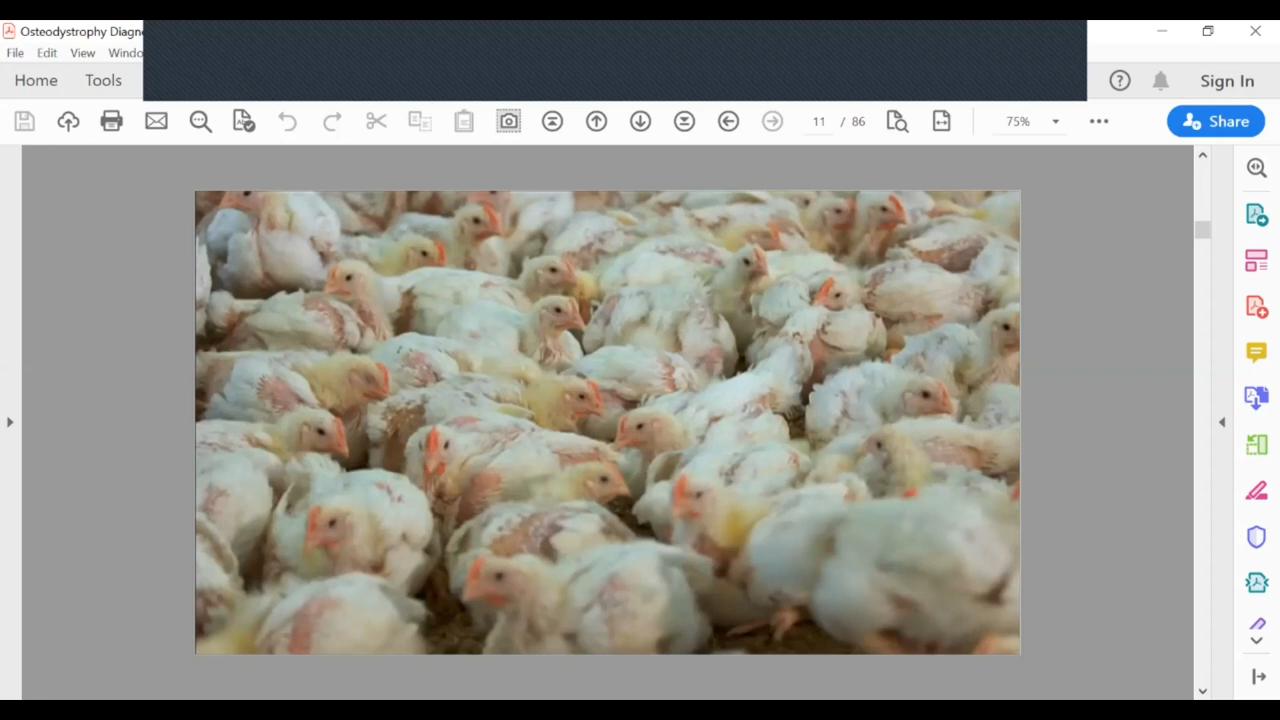 Osteodystrophy Diagn
File Edit View Windo
Home Tools Sign In
11 / 86 75% Share